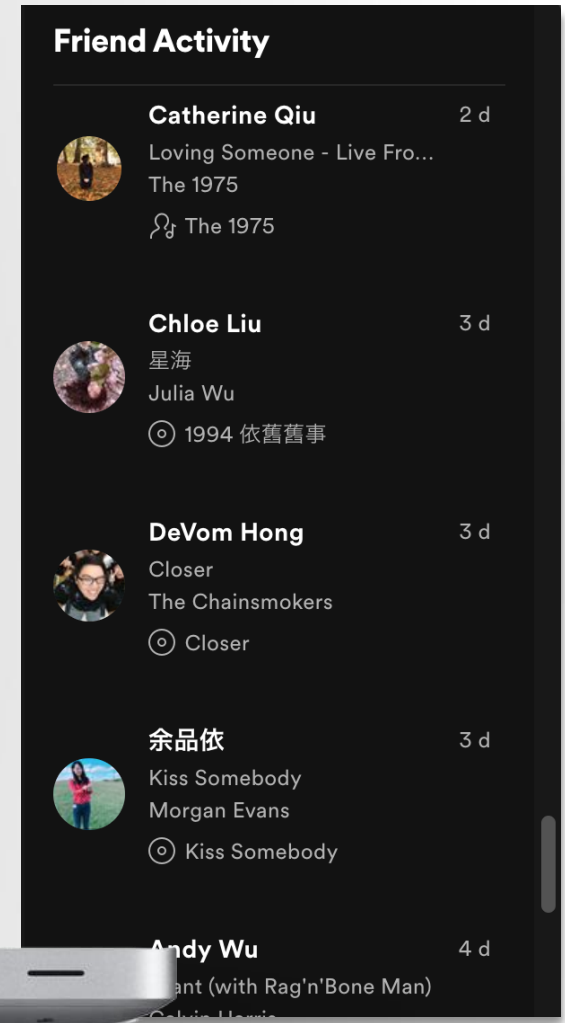 Friend Activity
Catherine Qiu 2 d
Loving Someone - Live Fro...
The 1975
The 1975
Chloe Liu 3 d
星海
Julia Wu
1994 依舊舊事
DeVom Hong 3 d
Closer
The Chainsmokers
Closer
余品依 3 d
Kiss Somebody
Morgan Evans
Kiss Somebody
Andy Wu 4 d
(with Rag'n'Bone Man)
Calvin Harris